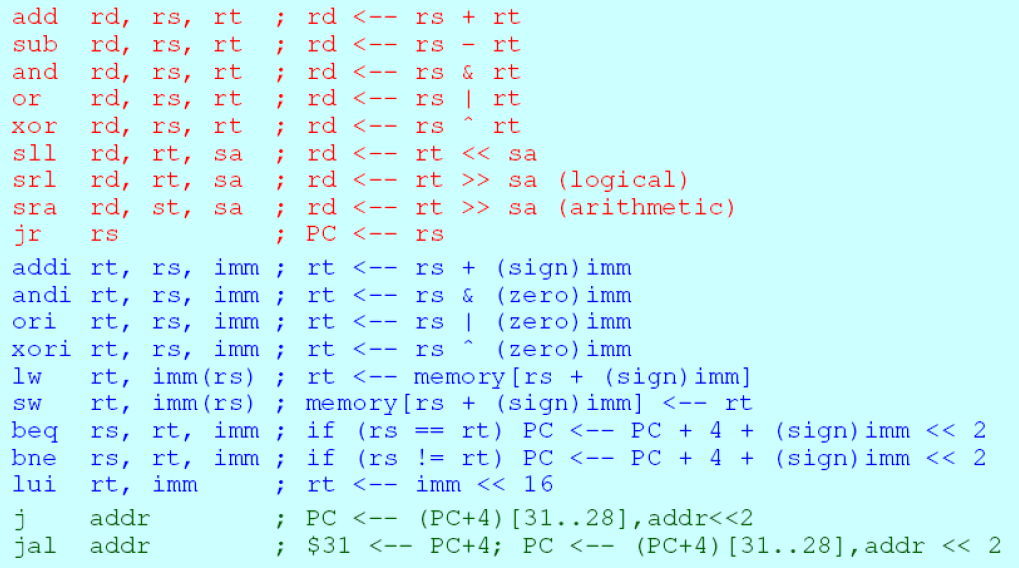 add  rd, rs, rt  ; rd <-- rs + rt
sub  rd, rs, rt  ; rd <-- rs - rt
and  rd, rs, rt  ; rd <-- rs & rt
or   rd, rs, rt  ; rd <-- rs | rt
xor  rd, rs, rt  ; rd <-- rs ^ rt
sll  rd, rt, sa  ; rd <-- rt << sa
srl  rd, rt, sa  ; rd <-- rt >> sa (logical)
sra  rd, st, sa  ; rd <-- rt >> sa (arithmetic)
jr   rs          ; PC <-- rs
addi rt, rs, imm ; rt <-- rs + (sign)imm
andi rt, rs, imm ; rt <-- rs & (zero)imm
ori  rt, rs, imm ; rt <-- rs | (zero)imm
xori rt, rs, imm ; rt <-- rs ^ (zero)imm
lw   rt, imm(rs) ; rt <-- memory[rs + (sign)imm]
sw   rt, imm(rs) ; memory[rs + (sign)imm] <-- rt
beq  rs, rt, imm ; if (rs == rt) PC <-- PC + 4 + (sign)imm << 2
bne  rs, rt, imm ; if (rs != rt) PC <-- PC + 4 + (sign)imm << 2
lui  rt, imm     ; rt <-- imm << 16
j    addr        ; PC <-- (PC+4)[31..28],addr<<2
jal  addr        ; $31 <-- PC+4; PC <-- (PC+4)[31..28],addr << 2